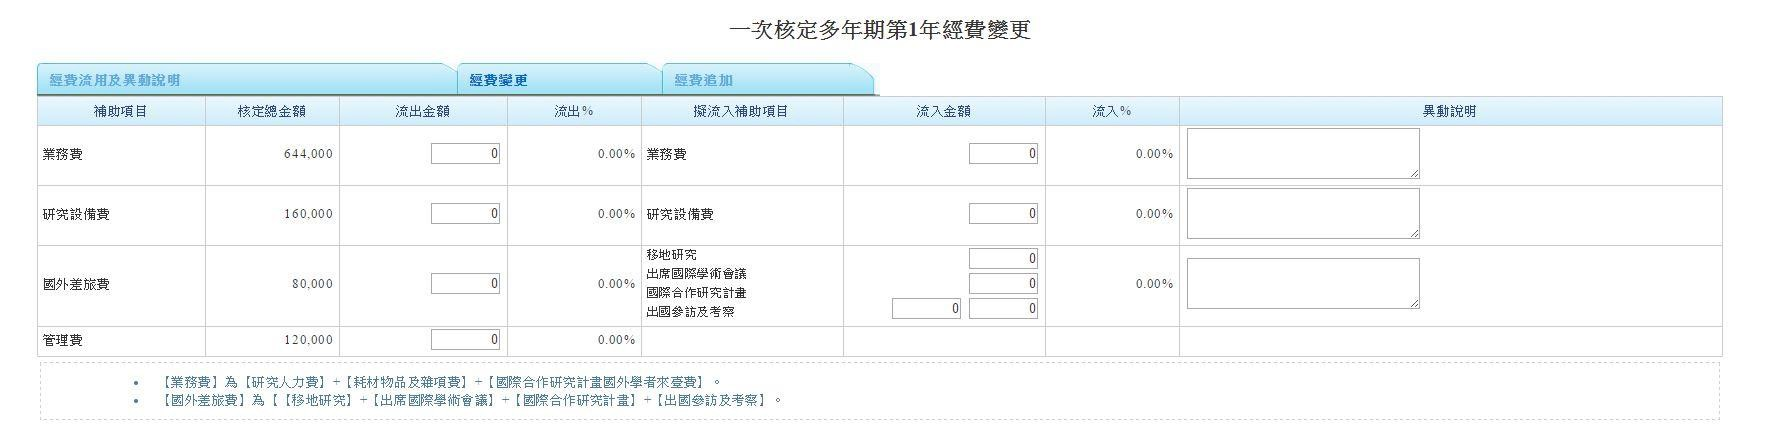 一次核定多年期第1年經費變更
經費流用及異動說明 經費變更 經費追加
補助項目 核定總金額 流出金額 流出% 擬流入補助項目 流入金額 流入% 異動說明
業務費 644,000 0 0.00% 業務費 0 0.00%
研究設備費 160,000 0 0.00% 研究設備費 0 0.00%
移地研究 0
出席國際學術會議
國外差旅費 80,000 0 0.00% 0 0.00%
國際合作研究計畫
出國參訪及考察 0 0
管理費 120,000 0 0.00%
• 【業務費】為【研究人力費】+【耗材物品及雜項費】+【國際合作研究計畫國外學者來臺費】。
• 【國外差旅費】為【【移地研究】+【出席國際學術會議】+【國際合作研究計畫】+【出國參訪及考察】。